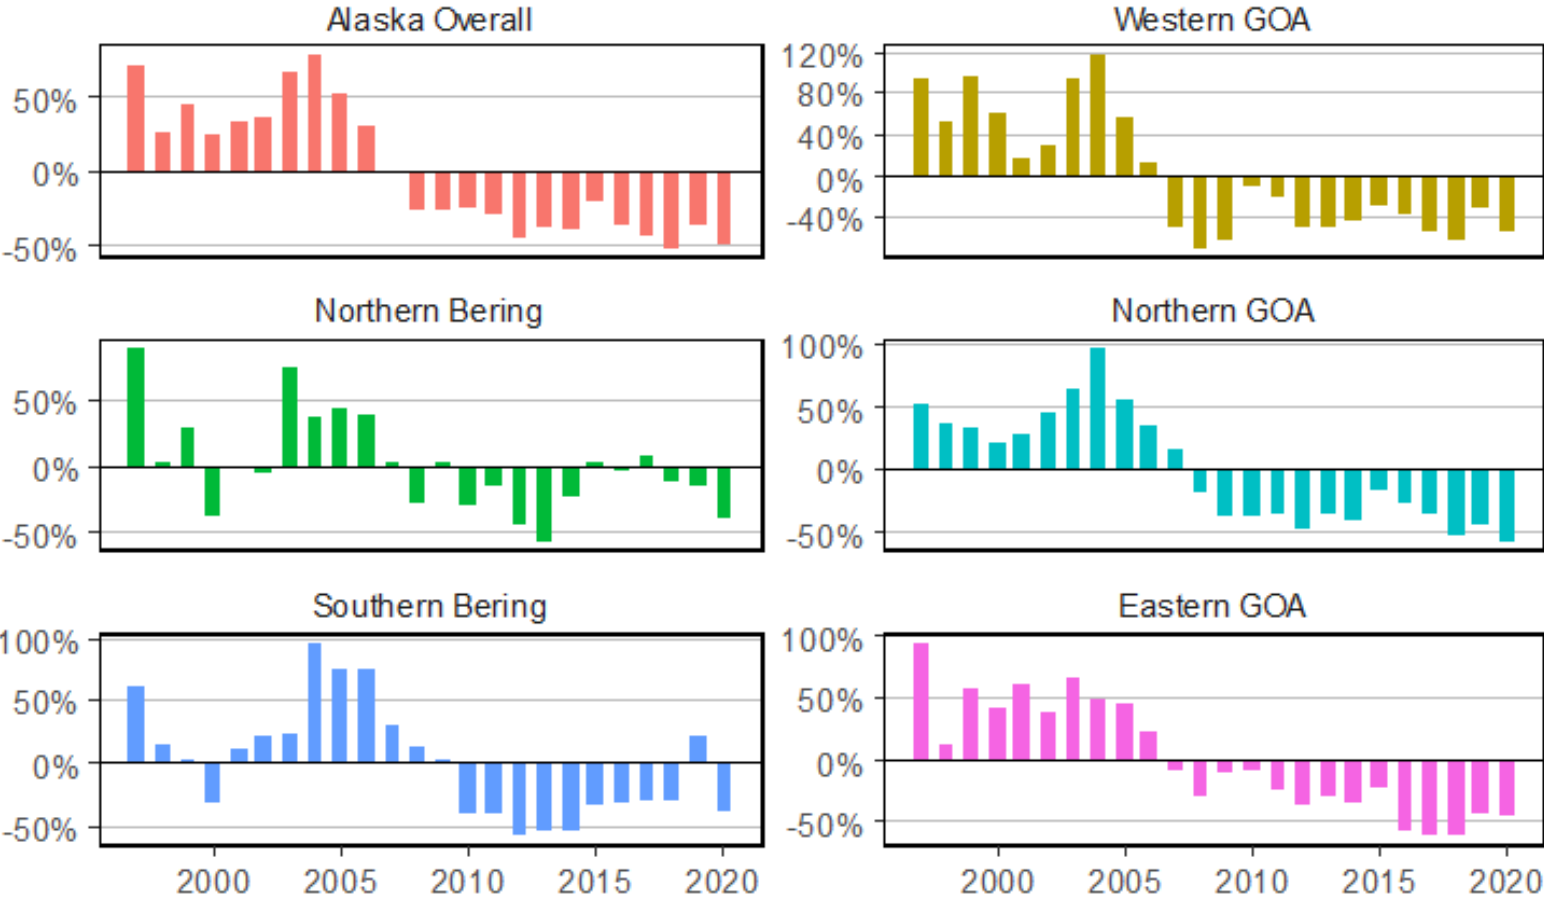 Alaska Overall
Western GOA
50%
0%
-50%
120%
80%
40%
0%
-40%
Northern Bering
Northern GOA
50%
0%
-50%
100%
50%
0%
-50%
Southern Bering
Eastern GOA
100%
50%
0%
-50%
100%
50%
0%
-50%
2000 2005 2010 2015 2020
2000 2005 2010 2015 2020